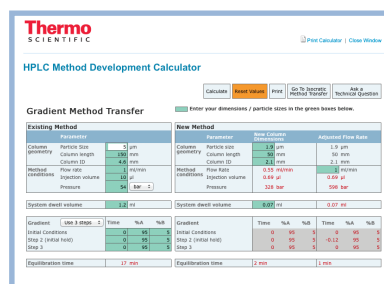 Thermo
SCIENTIFIC
Print Calculator | Close Window
HPLC Method Development Calculator
Calculate Reset Values Print Go To Isocratic Method Transfer Ask a Technical Question
Gradient Method Transfer Enter your dimensions / particle sizes in the green boxes below.
Existing Method New Method
Parameter Parameter New Column Dimensions Adjusted Flow Rate
Column geometry Particle Size 5 µm Column geometry Particle Size 1.9 µm 1.9 µm
Column length 150 mm Column length 50 mm 50 mm
Column ID 4.6 mm Column ID 2.1 mm 2.1 mm
Method conditions Flow rate 1 ml/min Method conditions Flow Rate 0.55 ml/min 1 ml/min
Injection volume 10 µl Injection volume 0.69 µl 0.69 µl
Pressure 54 bar Pressure 328 bar 598 bar
System dwell volume 1.2 ml System dwell volume 0.07 ml 0.07 ml
Gradient Use 3 steps Time %A %B Gradient Time %A %B Time %A %B
Initial Conditions 0 95 5 Initial Conditions 0 95 5 0 95 5
Step 2 (initial hold) 0 95 5 Step 2 (initial hold) 0 95 5 -0.12 95 5
Step 3 0 95 5 Step 3 0 95 5 0 95 5
Equilibration time 17 min Equilibration time 2 min 1 min